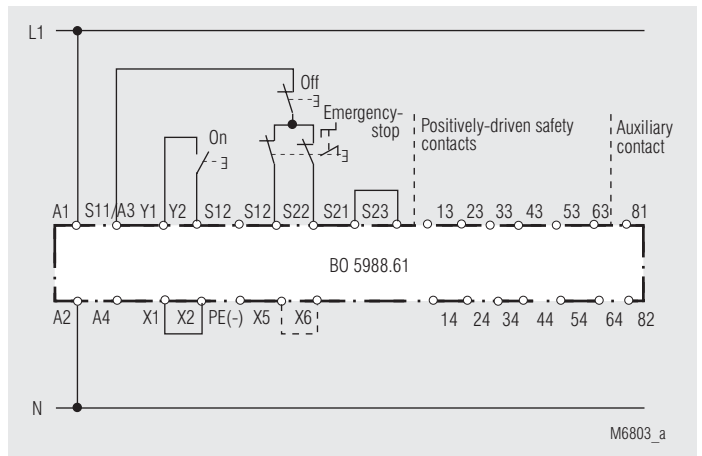 L1
Off
Emergency-
stop
On
Positively-driven safety
contacts
Auxiliary
contact
A1 S11/A3 Y1 Y2 S12 S12 S22 S21 S23 13 23 33 43 53 63 81
BO 5988.61
A2 A4 X1 X2 PE(-) X5 X6 14 24 34 44 54 64 82
N
M6803_a